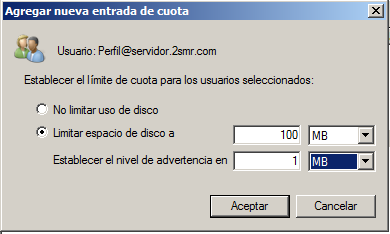 Agregar nueva entrada de cuota
Usuario: Perfil@servidor.2smr.com
Establecer el límite de cuota para los usuarios seleccionados:
No limitar uso de disco
Limitar espacio de disco a 100 MB
Establecer el nivel de advertencia en 1 MB
Aceptar Cancelar